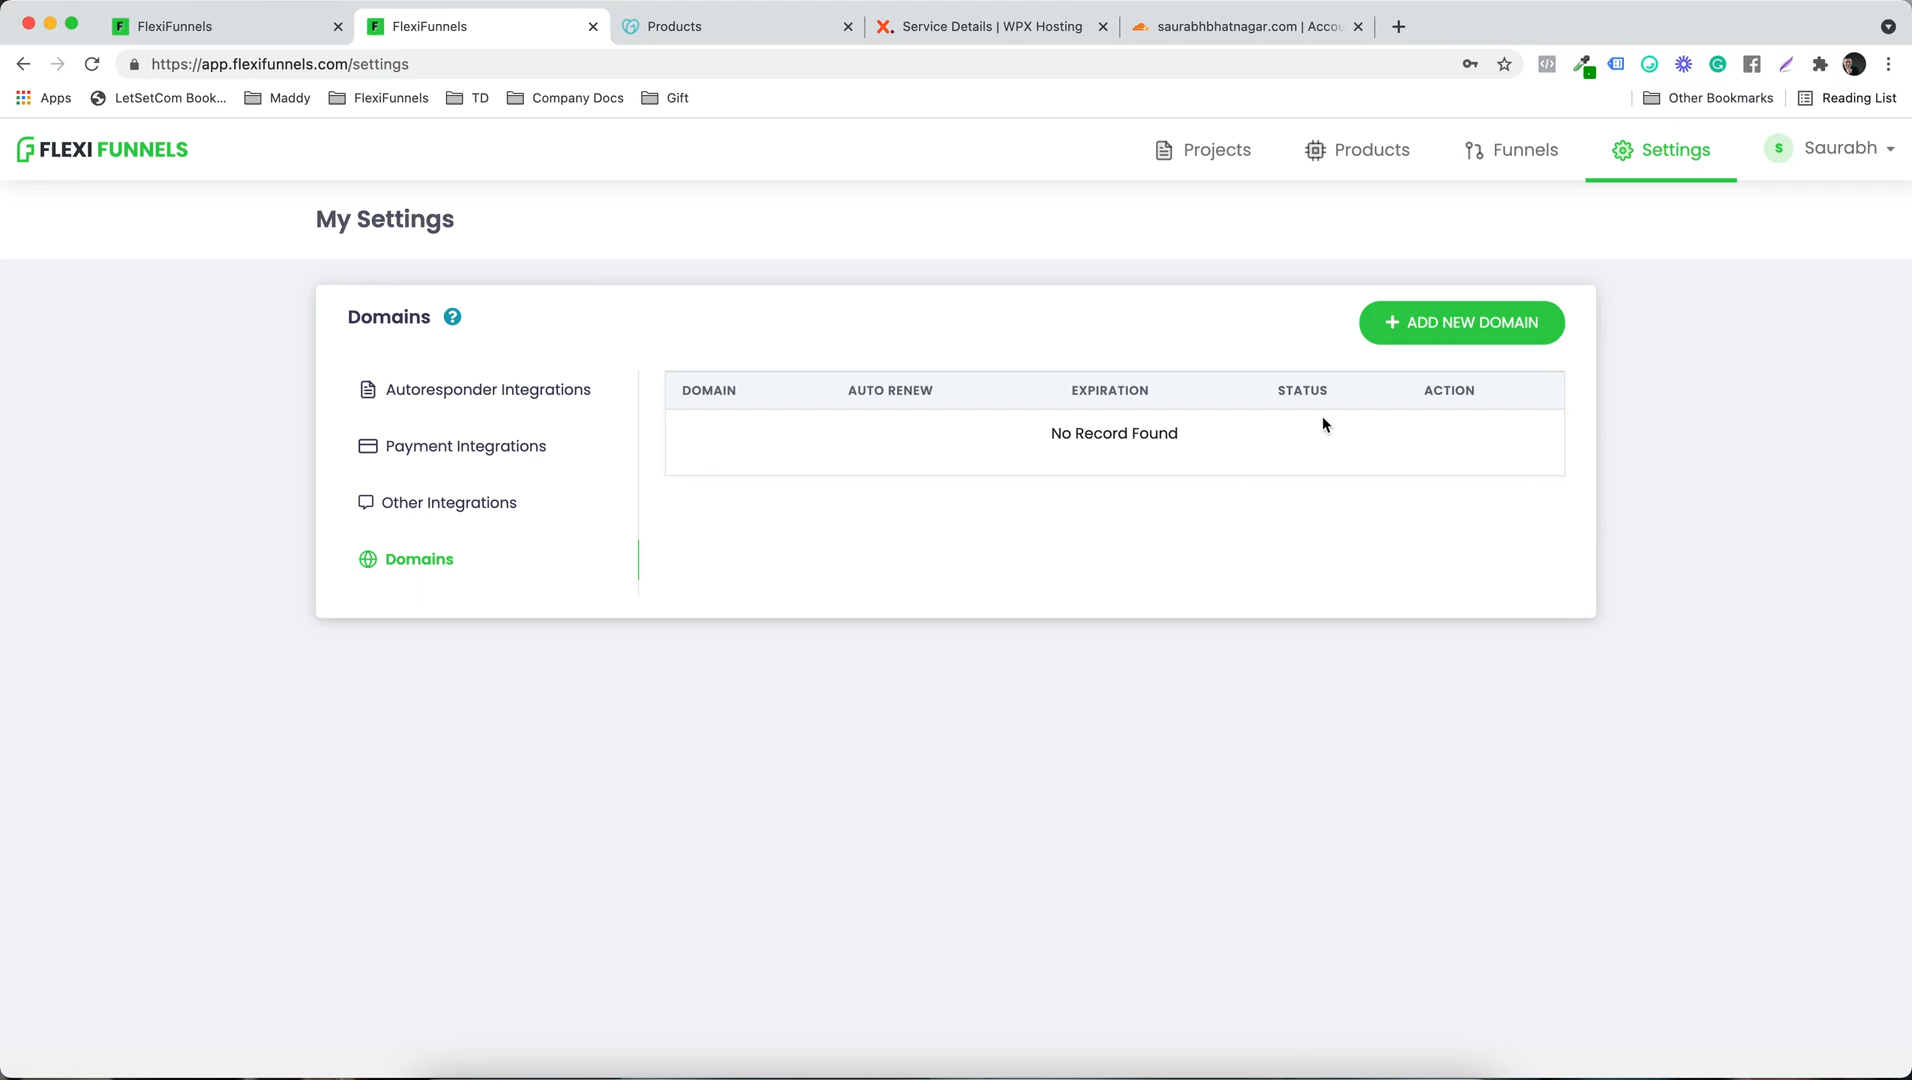 FlexiFunnels
FlexiFunnels
Products
Service Details | WPX Hosting
saurabhbhatnagar.com | Accou
https://app.flexifunnels.com/settings
Apps
LetSetCom Book...
Maddy
FlexiFunnels
TD
Company Docs
Gift
Other Bookmarks
Reading List
FLEXI FUNNELS
Projects
Products
Funnels
Settings
S
Saurabh
My Settings
Domains ?
+ ADD NEW DOMAIN
Autoresponder Integrations
Payment Integrations
Other Integrations
Domains
DOMAIN AUTO RENEW EXPIRATION STATUS ACTION
No Record Found